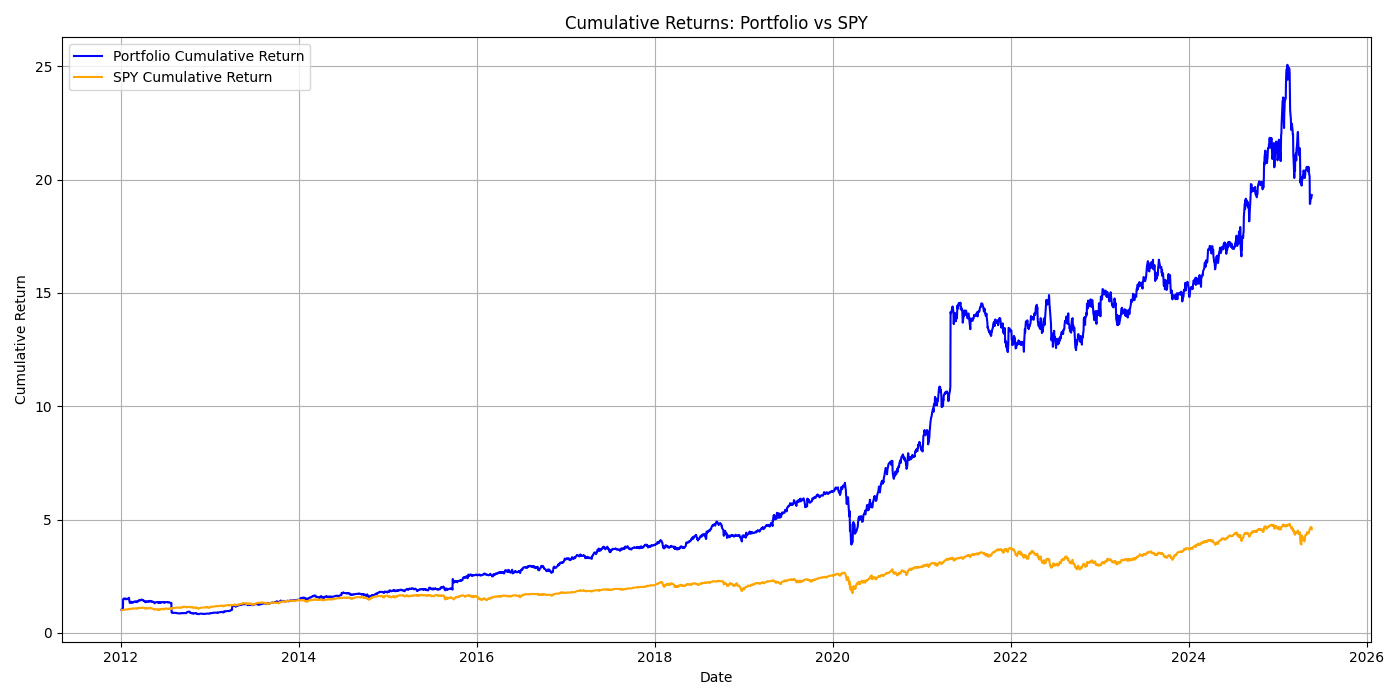 Cumulative Returns: Portfolio vs SPY
Portfolio Cumulative Return
SPY Cumulative Return
Cumulative Return
25
20
15
10
5
0
2012
2014
2016
2018
2020
2022
2024
2026
Date